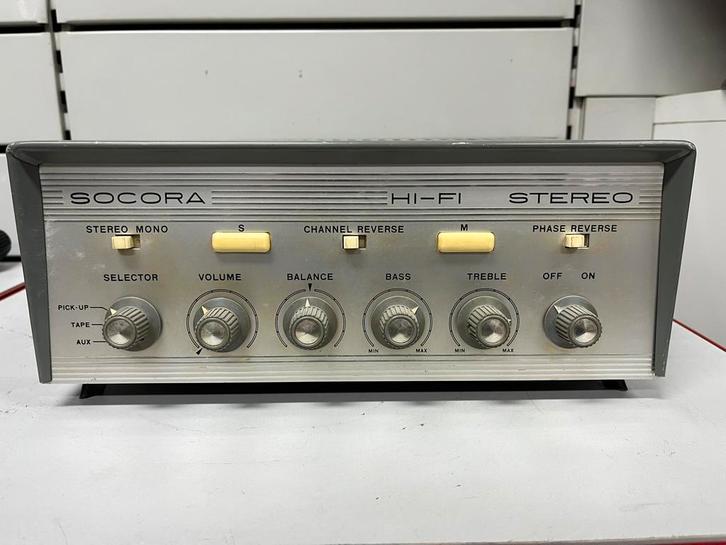 SOCORA HI-FI STEREO
STEREO MONO S CHANNEL REVERSE M PHASE REVERSE
SELECTOR VOLUME BALANCE BASS TREBLE OFF ON
PICK-UP
TAPE
AUX
MIN MAX MIN MAX